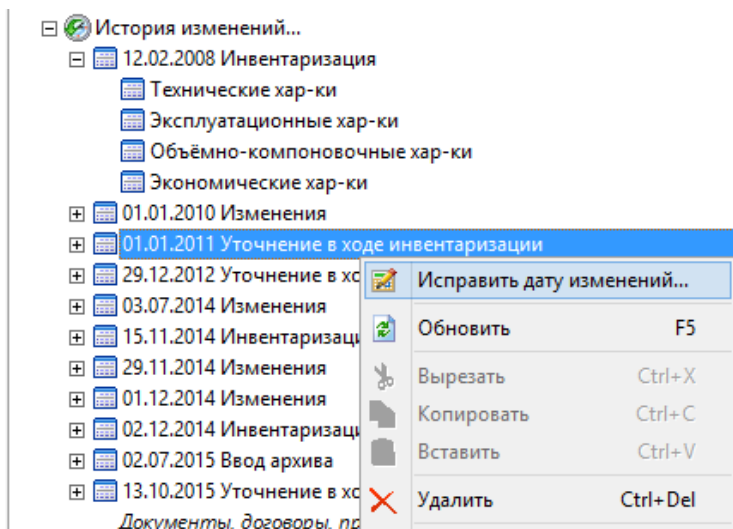 История изменений...
12.02.2008 Инвентаризация
Технические хар-ки
Эксплуатационные хар-ки
Объёмно-компоновочные хар-ки
Экономические хар-ки
01.01.2010 Изменения
01.01.2011 Уточнение в ходе инвентаризации
29.12.2012 Уточнение в
Исправить дату изменений...
03.07.2014 Изменения
Обновить F5
15.11.2014
29.11.2014 Изменения
Вырезать Ctrl+X
01.12.2014 Изменения
Копировать Ctrl+C
02.12.2014
Вставить Ctrl+V
02.07.2015 Ввод архива
13.10.2015 Уточнение в
Удалить Ctrl+Del
Документы, договоры,